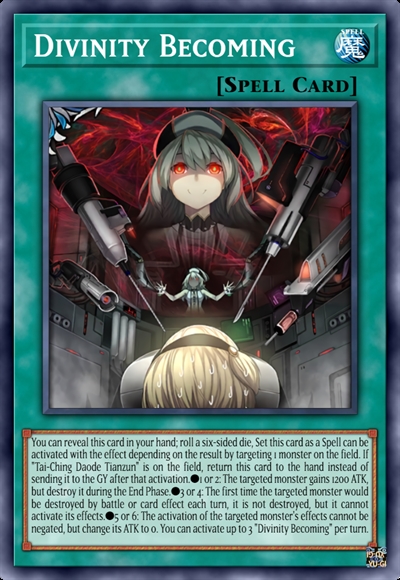 DIVINITY BECOMING
SPELL
魔
[SPELL CARD]
You can reveal this card in your hand; roll a six-sided die, Set this card as a Spell can be
activated with the effect depending on the result by targeting 1 monster on the field. If
"Tai-Ching Daode Tianzun" is on the field, return this card to the hand instead of
sending it to the GY after that activation.●1 or 2: The targeted monster gains 1200 ATK,
but destroy it during the End Phase.●3 or 4: The first time the targeted monster would
be destroyed by battle or card effect each turn, it is not destroyed, but it cannot
activate its effects.●5 or 6: The activation of the targeted monster's effects cannot be
negated, but change its ATK to 0. You can activate up to 3 "Divinity Becoming" per turn.